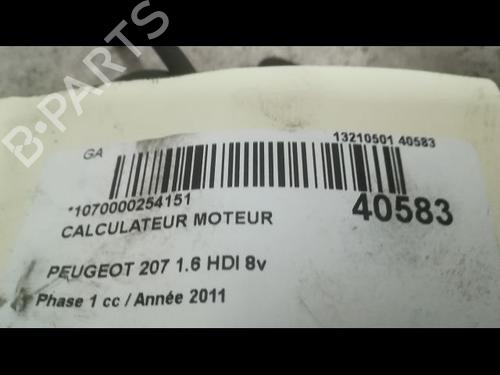 B-PARTS
GA
13210501 40583
*1070000254151
40583
CALCULATEUR MOTEUR
PEUGEOT 207 1.6 HDI 8v
Phase 1 cc / Année 2011